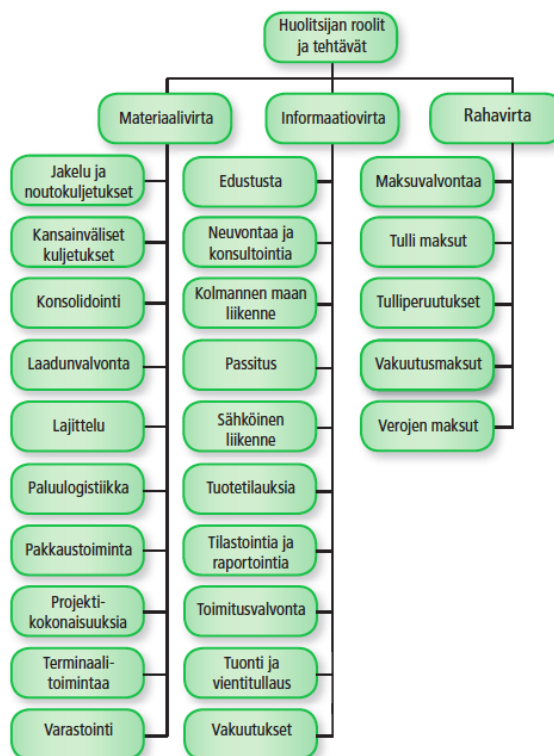 Huolitsijan roolit
ja tehtävät
Materiaalivirta
Informaatiovirta
Rahavirta
Jakelu ja
noutokuljetukset
Kansainväliset
kuljetukset
Konsolidointi
Laadunvalvonta
Lajittelu
Paluulogistiikka
Pakkaustoiminta
Projekti-
kokonaisuuksia
Terminaali-
toimintaa
Varastointi
Edustusta
Neuvontaa ja
konsultointia
Kolmannen maan
liikenne
Passitus
Sähköinen
liikenne
Tuotetilauksia
Tilastointia ja
raportointia
Toimitusvalvonta
Tuonti ja
vientitullaus
Vakuutukset
Maksuvalvontaa
Tulli maksut
Tulliperuutukset
Vakuutusmaksut
Verojen maksut